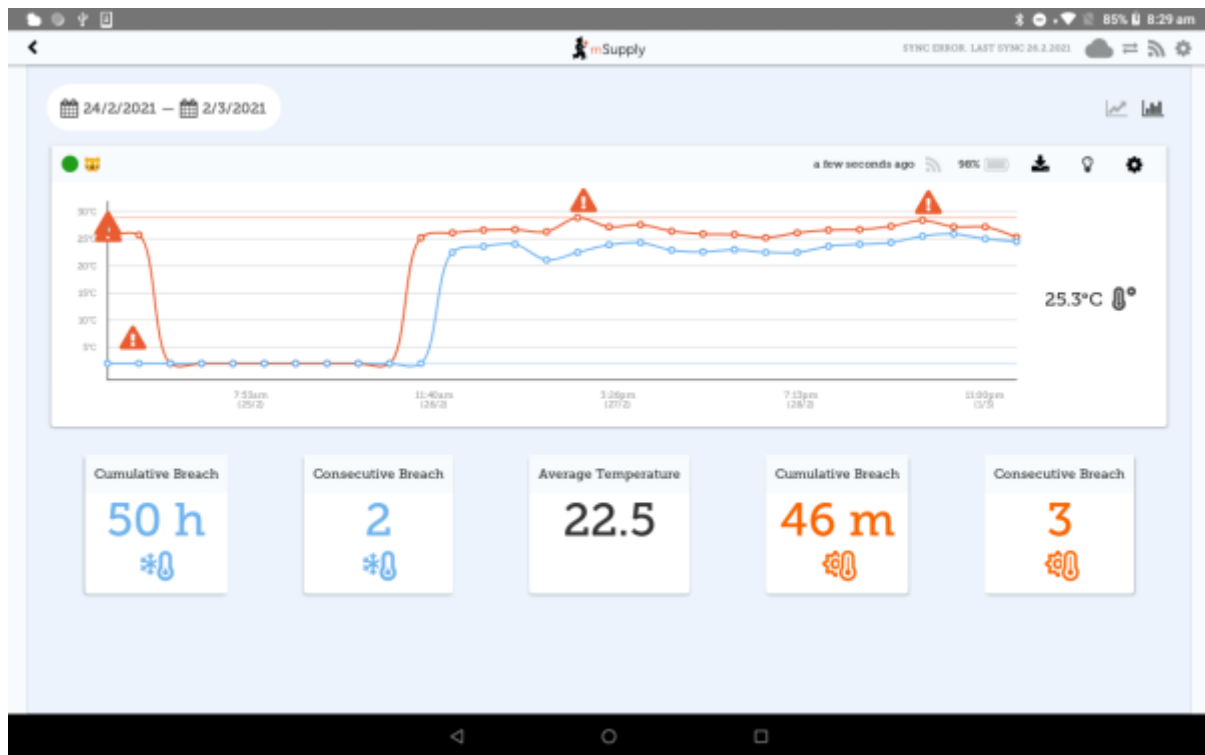 85% 8:29 am
mSupply
SYNC ERROR. LAST SYNC 26.2.2021
24/2/2021 — 2/3/2021
a few seconds ago 98%
30°C
25°C
20°C
15°C
10°C
5°C
25.3°C
7:53am 11:40am 3:26pm 7:13pm 11:00pm
(25/2) (26/2) (27/2) (28/2) (1/3)
Cumulative Breach Consecutive Breach Average Temperature Cumulative Breach Consecutive Breach
50 h 2 22.5 46 m 3